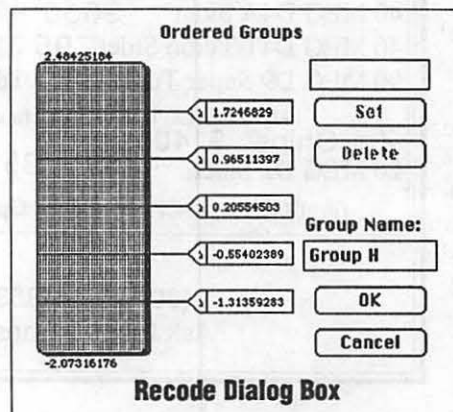 Ordered Groups
2.48425184
1.7246829
Set
0.96511397
Delete
0.20554503
Group Name:
-0.55402389
Group H
-1.31359283
OK
Cancel
-2.07316176
Recode Dialog Box